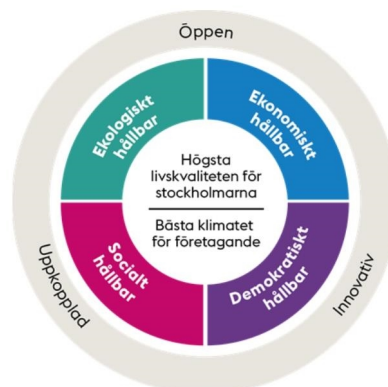 Öppen
Ekologiskt
hållbar
Ekonomiskt
hållbar
Högsta
livskvaliteten för
stockholmarna
Bästa klimatet
för företagande
Socialt
hållbar
Demokratiskt
hållbar
Uppkopplad
Innovativ